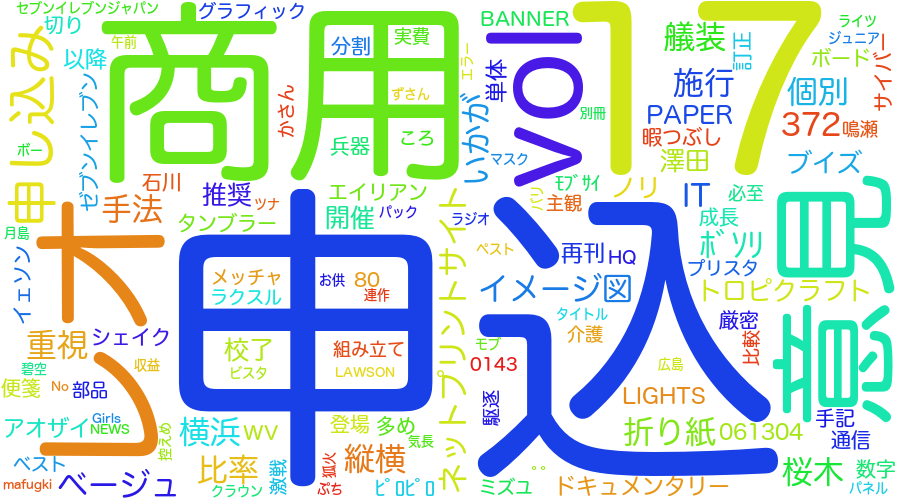 セブンイレブンジャパン
グラフィック
切り
午前
以降
申し込み
商用
分割
実費
エラー
ずさん
かさん
兵器
ころ
ボー
セブンイレブン
石川
手法
推奨
ツナ
エイリアン
タンブラー
開催
パック
BANNER
vol
17
単体
いかが
マスク
別冊
艤装
訂正
ライツ
ジュニア
ボード
サイバー
施行
個別
PAPER
372
鳴瀬
暇つぶし
澤田
ブイズ
ﾓﾌﾞｻｲ
バリ
主観
ノリ
IT
必至
ラジオ
成長
月島
レオ
イェソン
メッチャ
ラクスル
お供
80
連作
申込
ネットプリントサイト
ペスト
再刊
HQ
ﾎﾞｿﾘ
プリスタ
意見
イメージ図
トロピクラフト
タイトル
介護
厳密
比較
重視
シェイク
校了
ビスタ
組み立て
LAWSON
モブ
0143
広島
碧空
収益
便箋
No
部品
LIGHTS
駆逐
手記
アオザイ
Girls
NEWS
控えめ
横浜
WV
登場
多め
気長
折り紙
061304
通信
ベスト
mafugki
ベージュ
比率
クラウン
激戦
狐火
ぷち
縦横
ﾋﾟﾛﾋﾟﾛ
ミズユ
ドキュメンタリー
桜木
数字
パネル